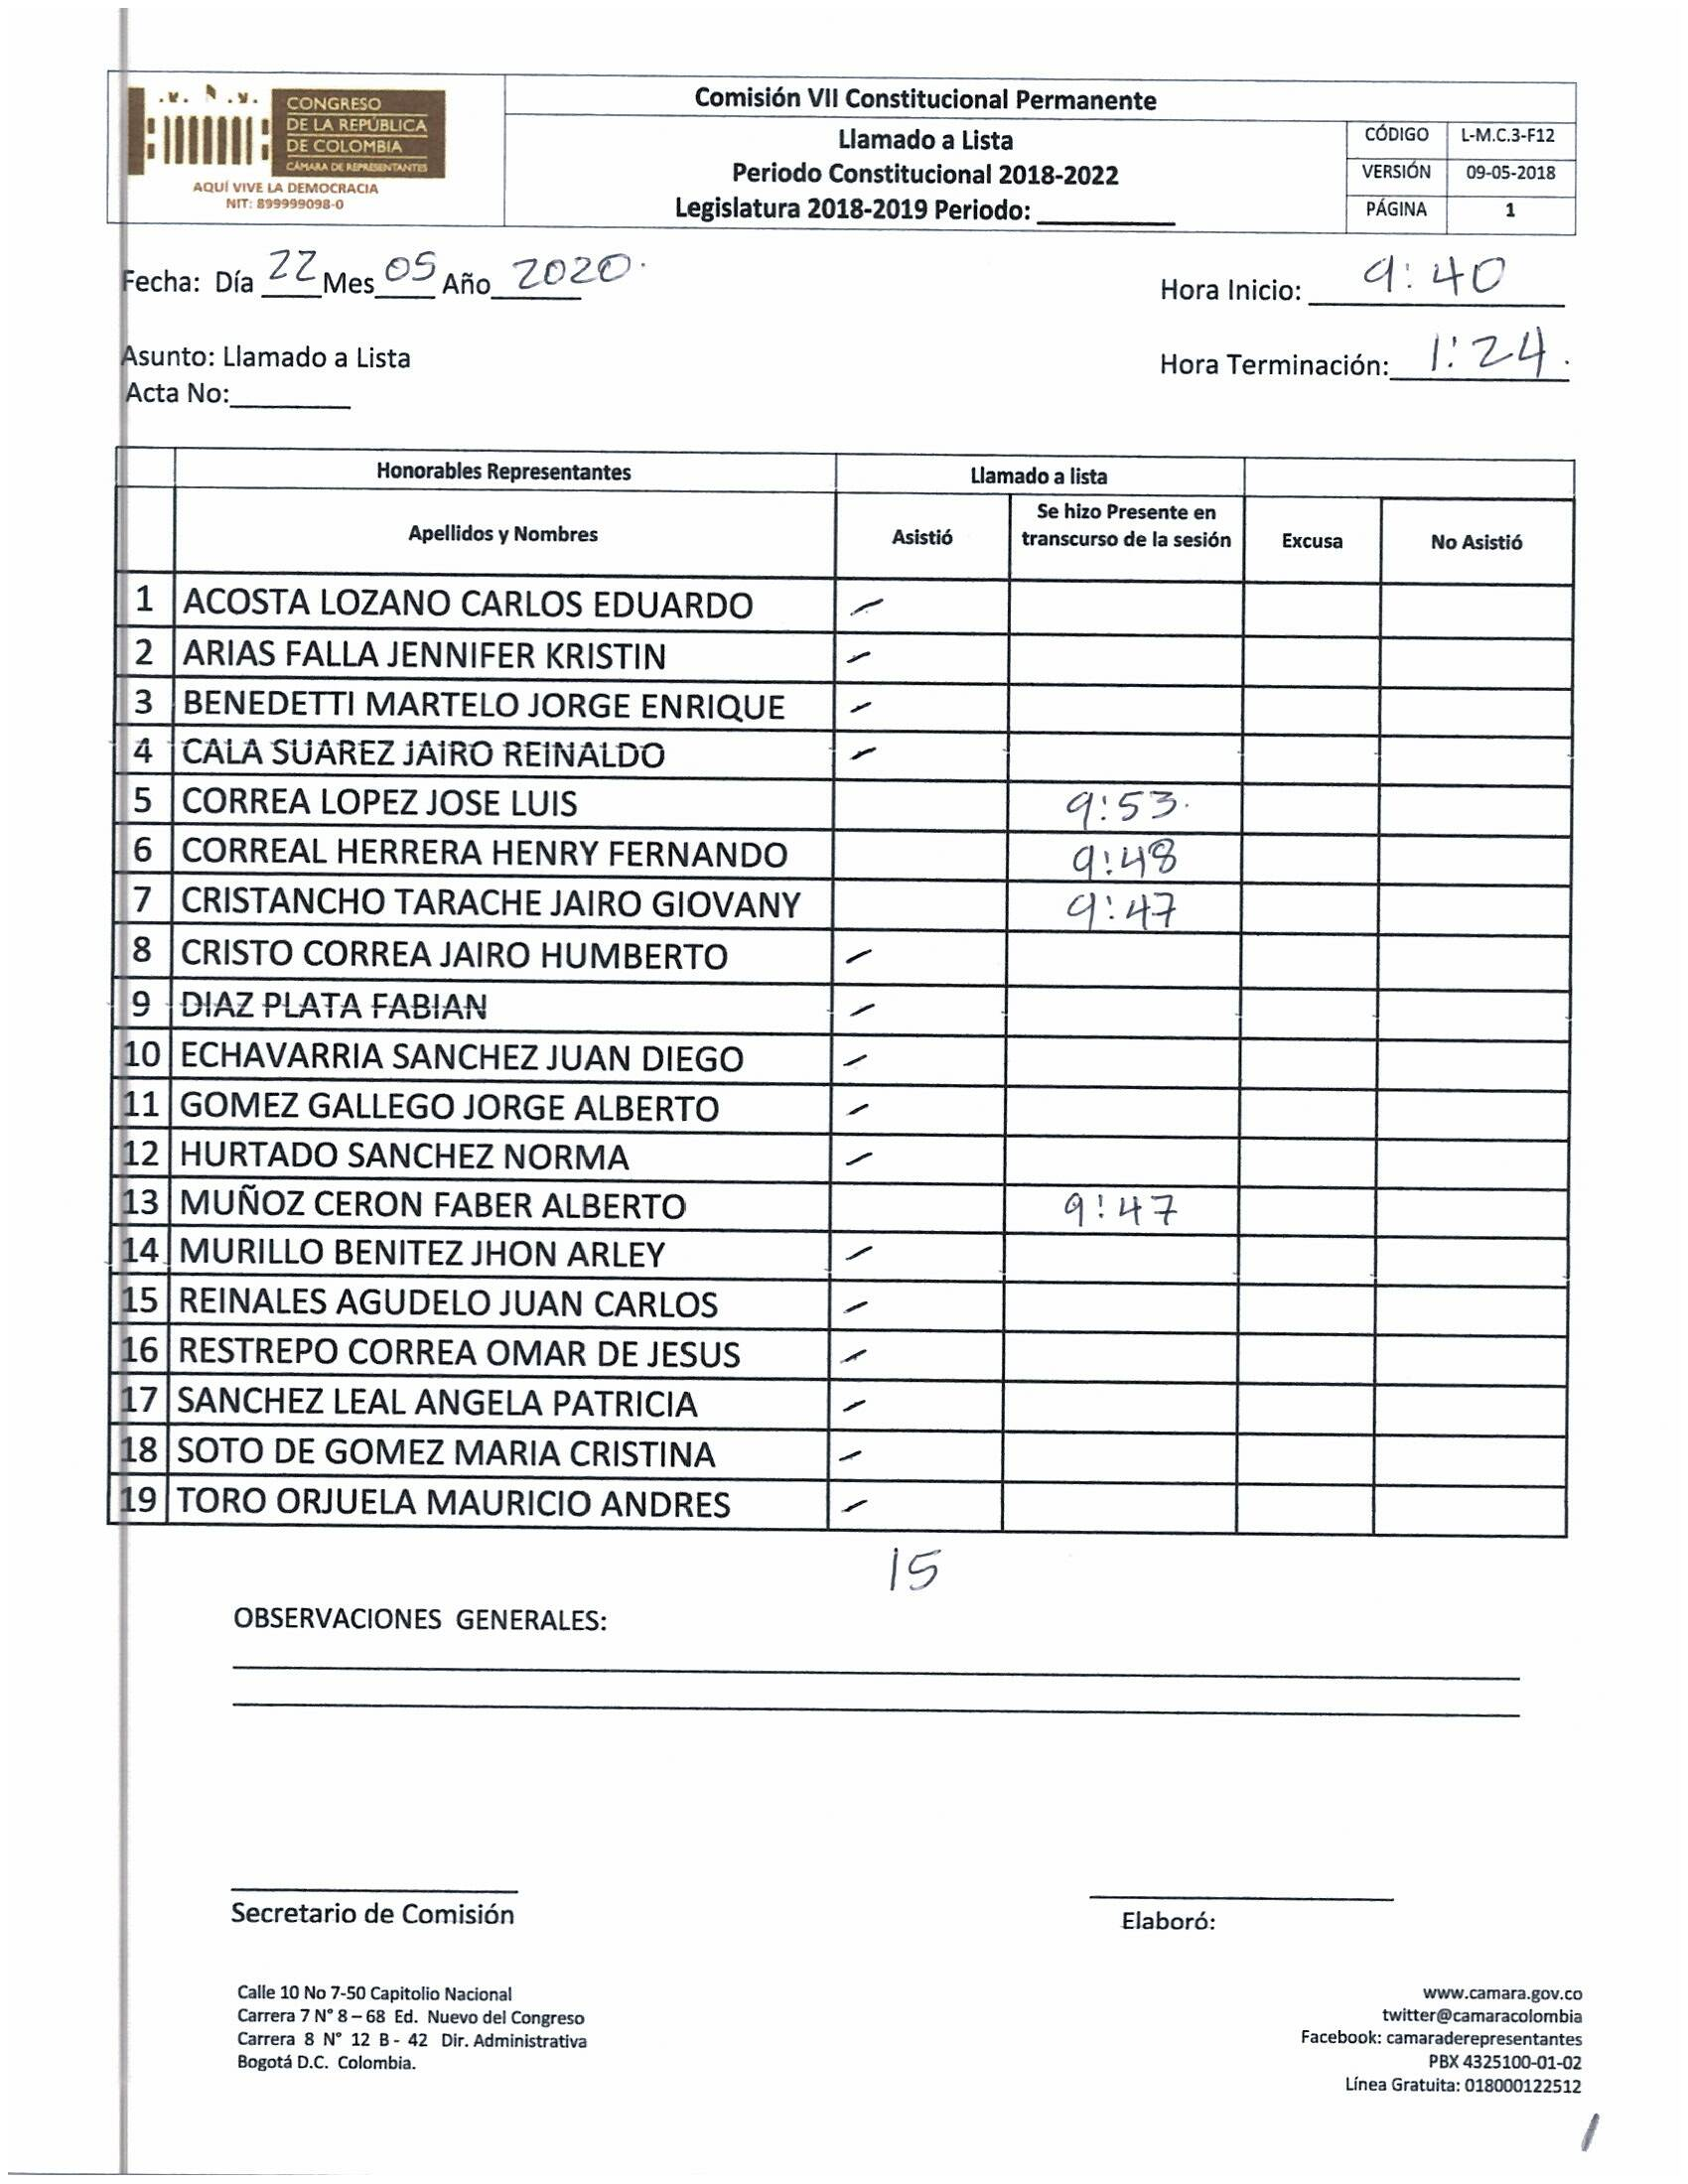 CONGRESO
DE LA REPÚBLICA
DE COLOMBIA
CÁMARA DE REPRESENTANTES
AQUÍ VIVE LA DEMOCRACIA
NIT: 899999098-0
Comisión VII Constitucional Permanente
Llamado a Lista
Periodo Constitucional 2018-2022
Legislatura 2018-2019 Periodo: __________
CÓDIGO L-M.C.3-F12
VERSIÓN 09-05-2018
PÁGINA 1
Fecha: Día 22 Mes 05 Año 2020.
Hora Inicio: 9:40
Asunto: Llamado a Lista
Hora Terminación: 1:24.
Acta No:________
Honorables Representantes Llamado a lista
Apellidos y Nombres Asistió Se hizo Presente en transcurso de la sesión Excusa No Asistió
1 ACOSTA LOZANO CARLOS EDUARDO –
2 ARIAS FALLA JENNIFER KRISTIN –
3 BENEDETTI MARTELO JORGE ENRIQUE –
4 CALA SUAREZ JAIRO REINALDO –
5 CORREA LOPEZ JOSE LUIS 9:53.
6 CORREAL HERRERA HENRY FERNANDO 9:48
7 CRISTANCHO TARACHE JAIRO GIOVANY 9:47
8 CRISTO CORREA JAIRO HUMBERTO –
9 DIAZ PLATA FABIAN –
10 ECHAVARRIA SANCHEZ JUAN DIEGO –
11 GOMEZ GALLEGO JORGE ALBERTO –
12 HURTADO SANCHEZ NORMA –
13 MUÑOZ CERON FABER ALBERTO 9:47
14 MURILLO BENITEZ JHON ARLEY –
15 REINALES AGUDELO JUAN CARLOS –
16 RESTREPO CORREA OMAR DE JESUS –
17 SANCHEZ LEAL ANGELA PATRICIA –
18 SOTO DE GOMEZ MARIA CRISTINA –
19 TORO ORJUELA MAURICIO ANDRES –
15
OBSERVACIONES GENERALES:
Secretario de Comisión
Elaboró:
Calle 10 No 7-50 Capitolio Nacional
Carrera 7 N° 8 – 68 Ed. Nuevo del Congreso
Carrera 8 N° 12 B - 42 Dir. Administrativa
Bogotá D.C. Colombia.
www.camara.gov.co
twitter@camaracolombia
Facebook: camaraderepresentantes
PBX 4325100-01-02
Línea Gratuita: 018000122512
1